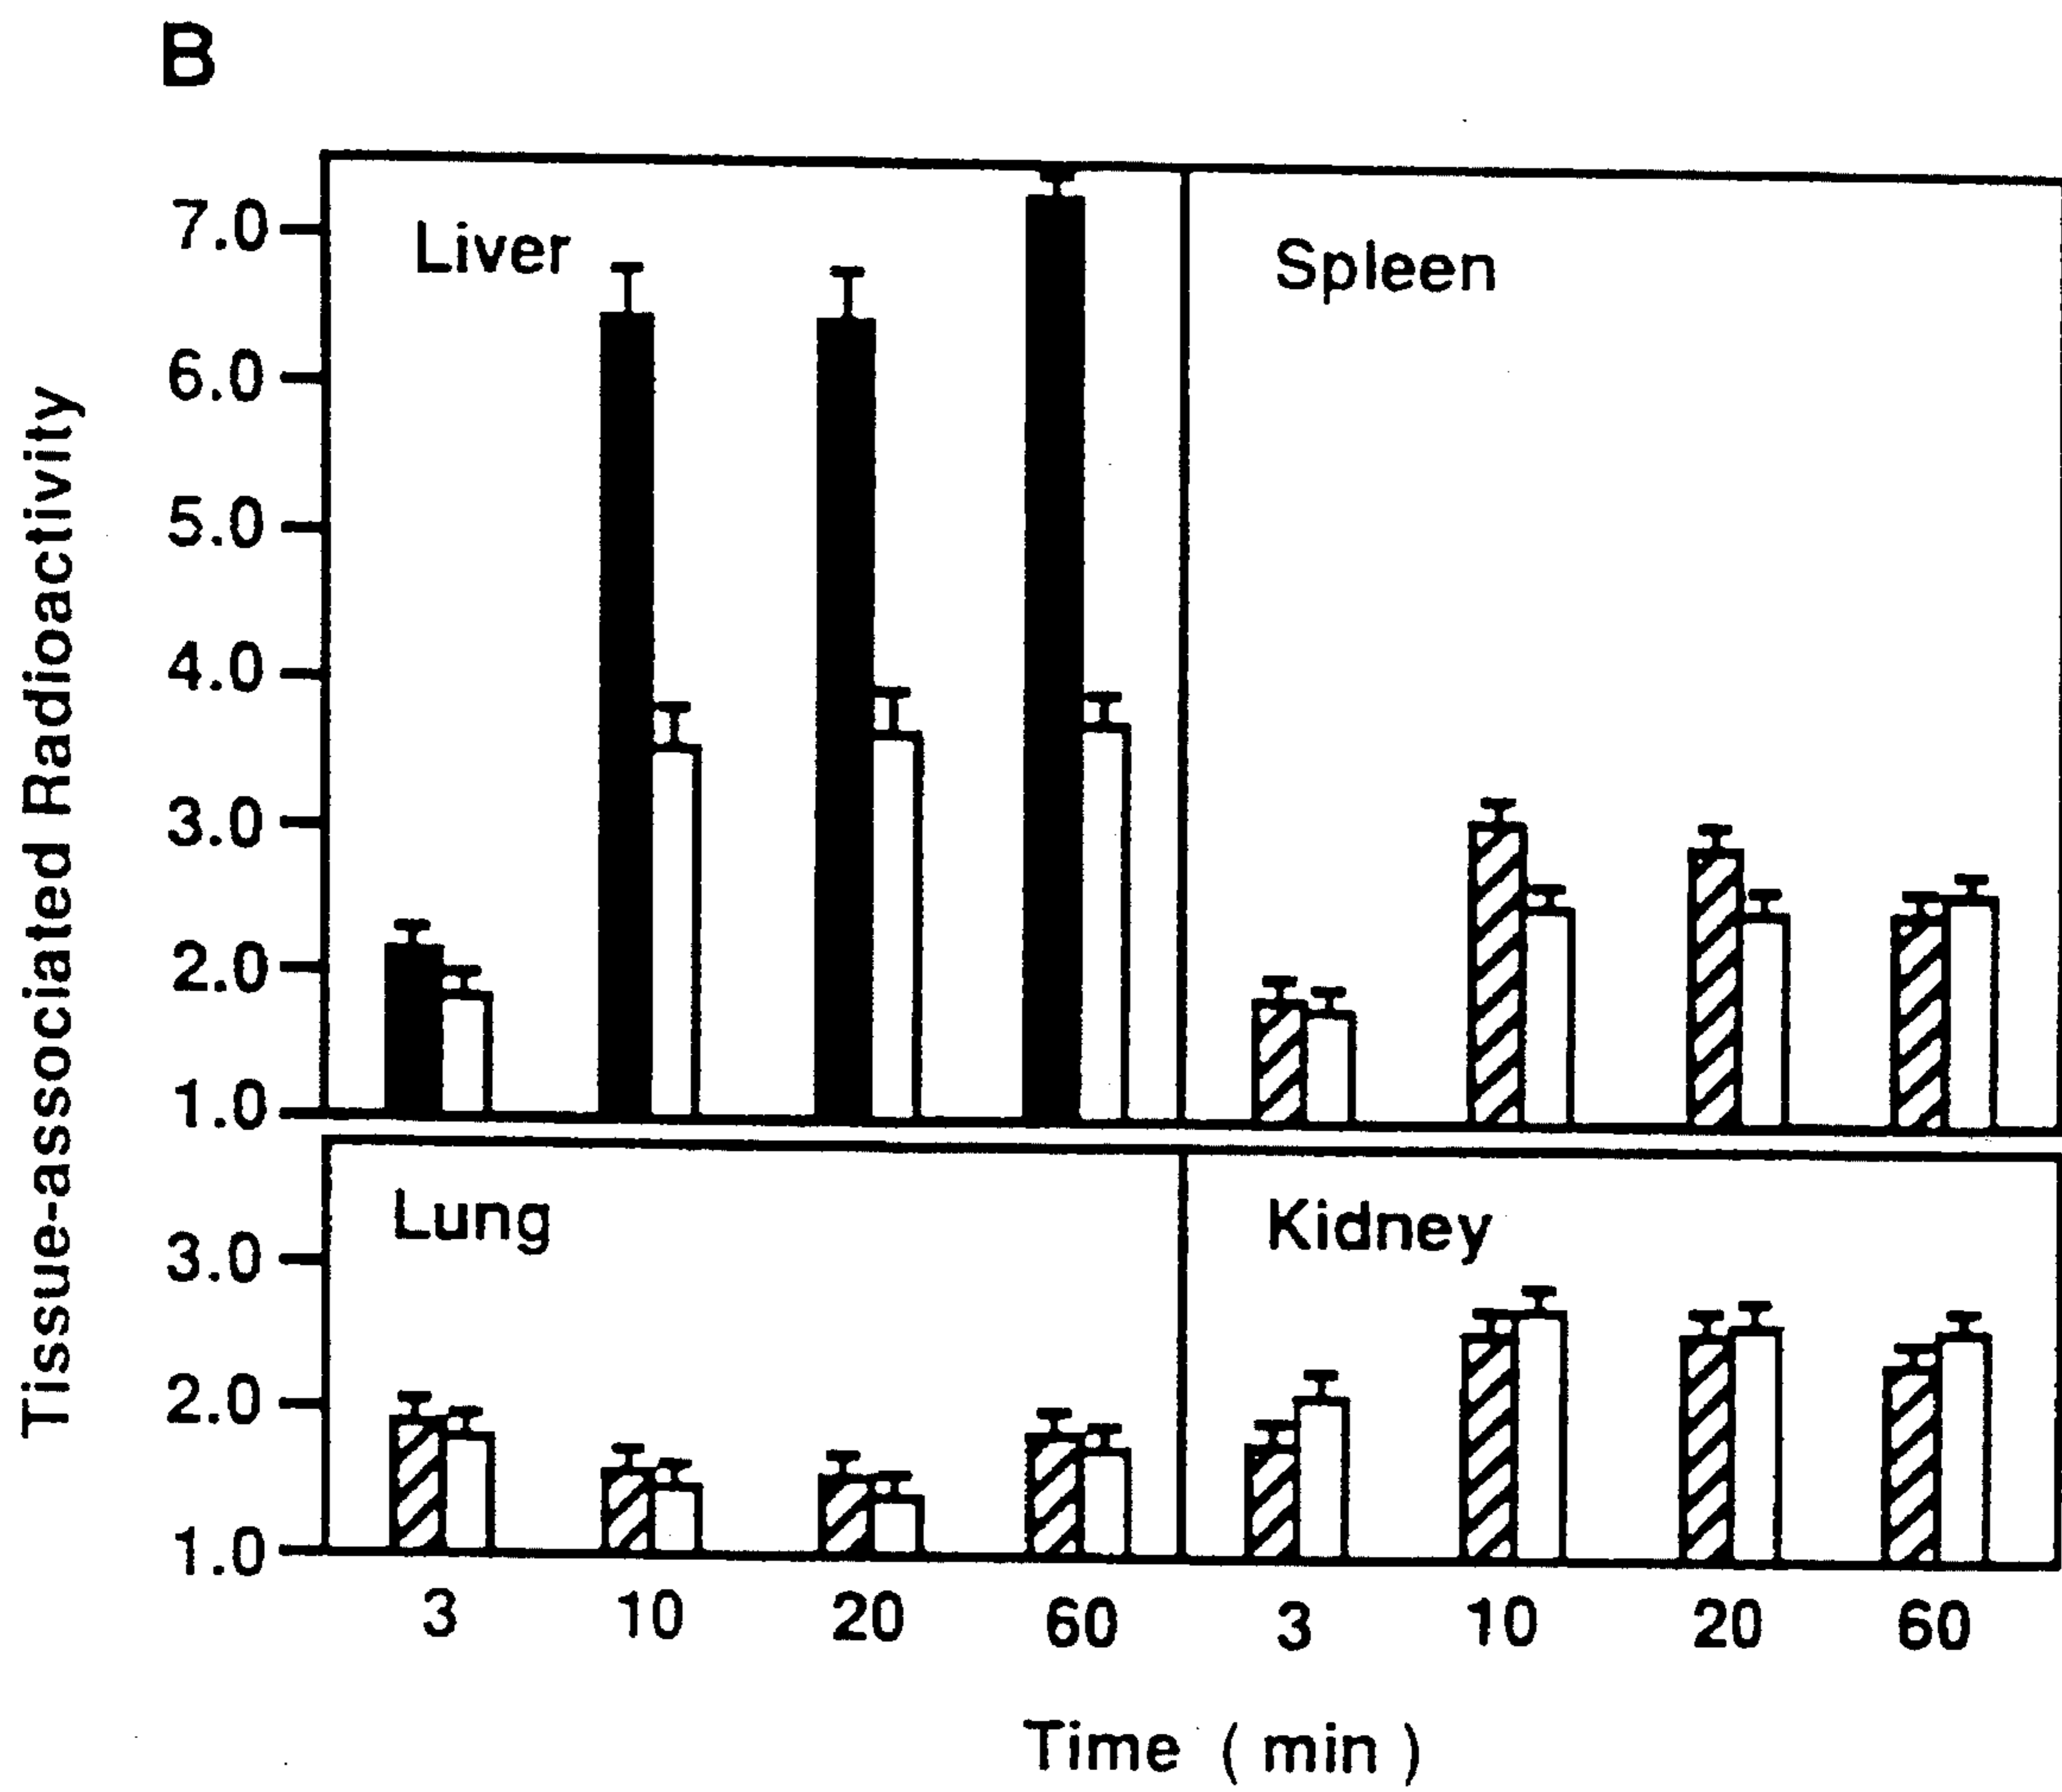 B
Tissue-associated Radioactivity
7.0
6.0
5.0
4.0
3.0
2.0
1.0
Liver
Spleen
3.0
2.0
1.0
Lung
Kidney
3 10 20 60 3 10 20 60
Time ( min )